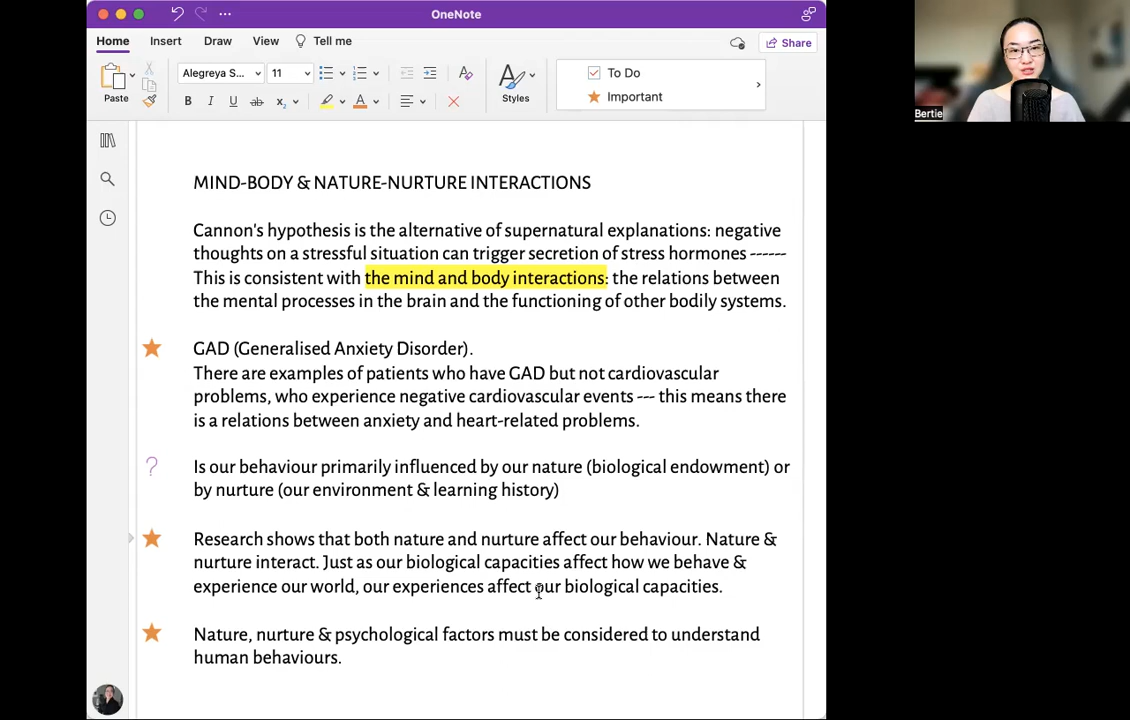 OneNote
Home Insert Draw View Tell me Share
Paste Alegreya S... 11 Styles To Do
Important
MIND-BODY & NATURE-NURTURE INTERACTIONS
Cannon's hypothesis is the alternative of supernatural explanations: negative
thoughts on a stressful situation can trigger secretion of stress hormones ------
This is consistent with the mind and body interactions: the relations between
the mental processes in the brain and the functioning of other bodily systems.
GAD (Generalised Anxiety Disorder).
There are examples of patients who have GAD but not cardiovascular
problems, who experience negative cardiovascular events --- this means there
is a relations between anxiety and heart-related problems.
? Is our behaviour primarily influenced by our nature (biological endowment) or
by nurture (our environment & learning history)
Research shows that both nature and nurture affect our behaviour. Nature &
nurture interact. Just as our biological capacities affect how we behave &
experience our world, our experiences affect our biological capacities.
Nature, nurture & psychological factors must be considered to understand
human behaviours.
Bertie